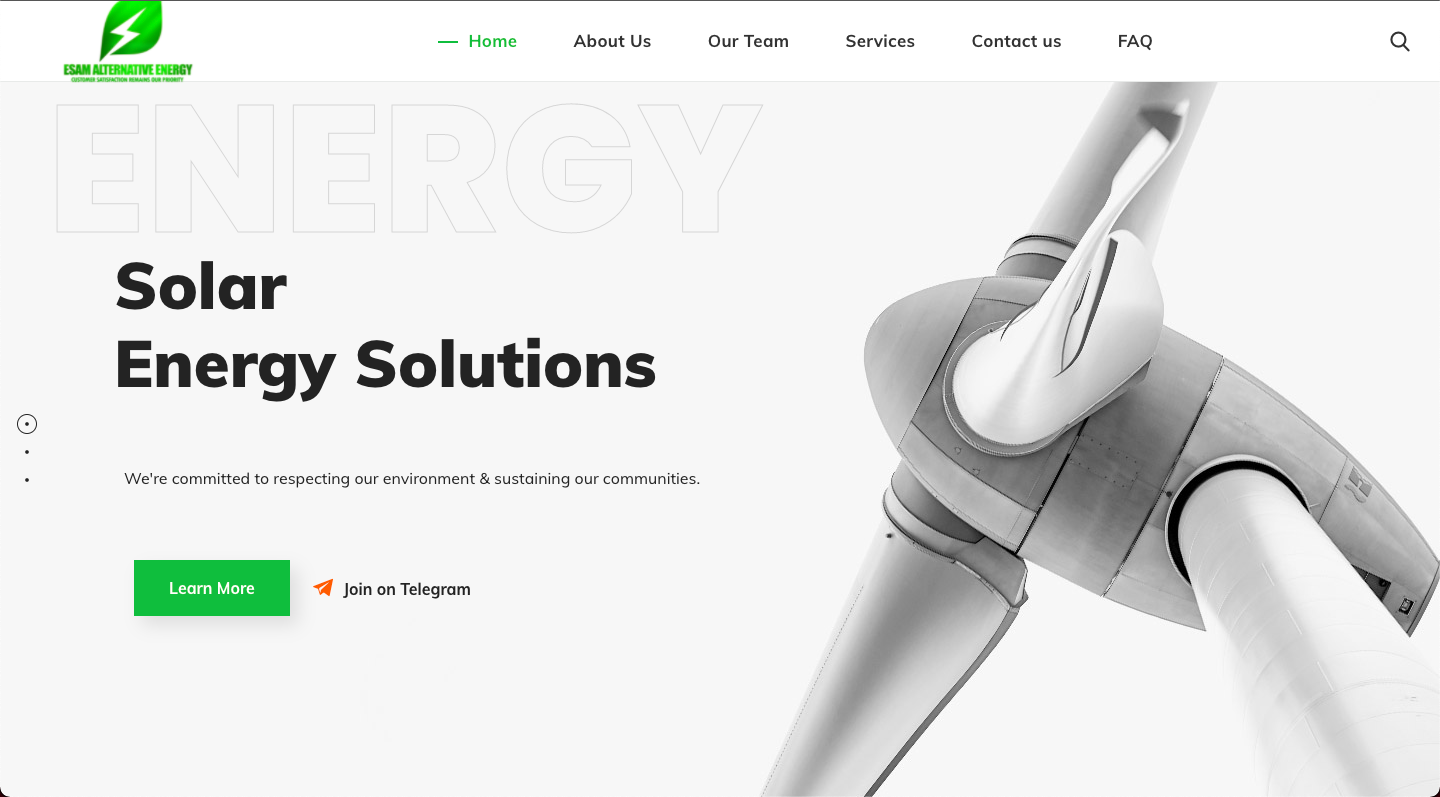 ESAM ALTERNATIVE ENERGY
CUSTOMER SATISFACTION REMAINS OUR PRIORITY
Home
About Us
Our Team
Services
Contact us
FAQ
ENERGY
Solar
Energy Solutions
We're committed to respecting our environment & sustaining our communities.
Learn More
Join on Telegram